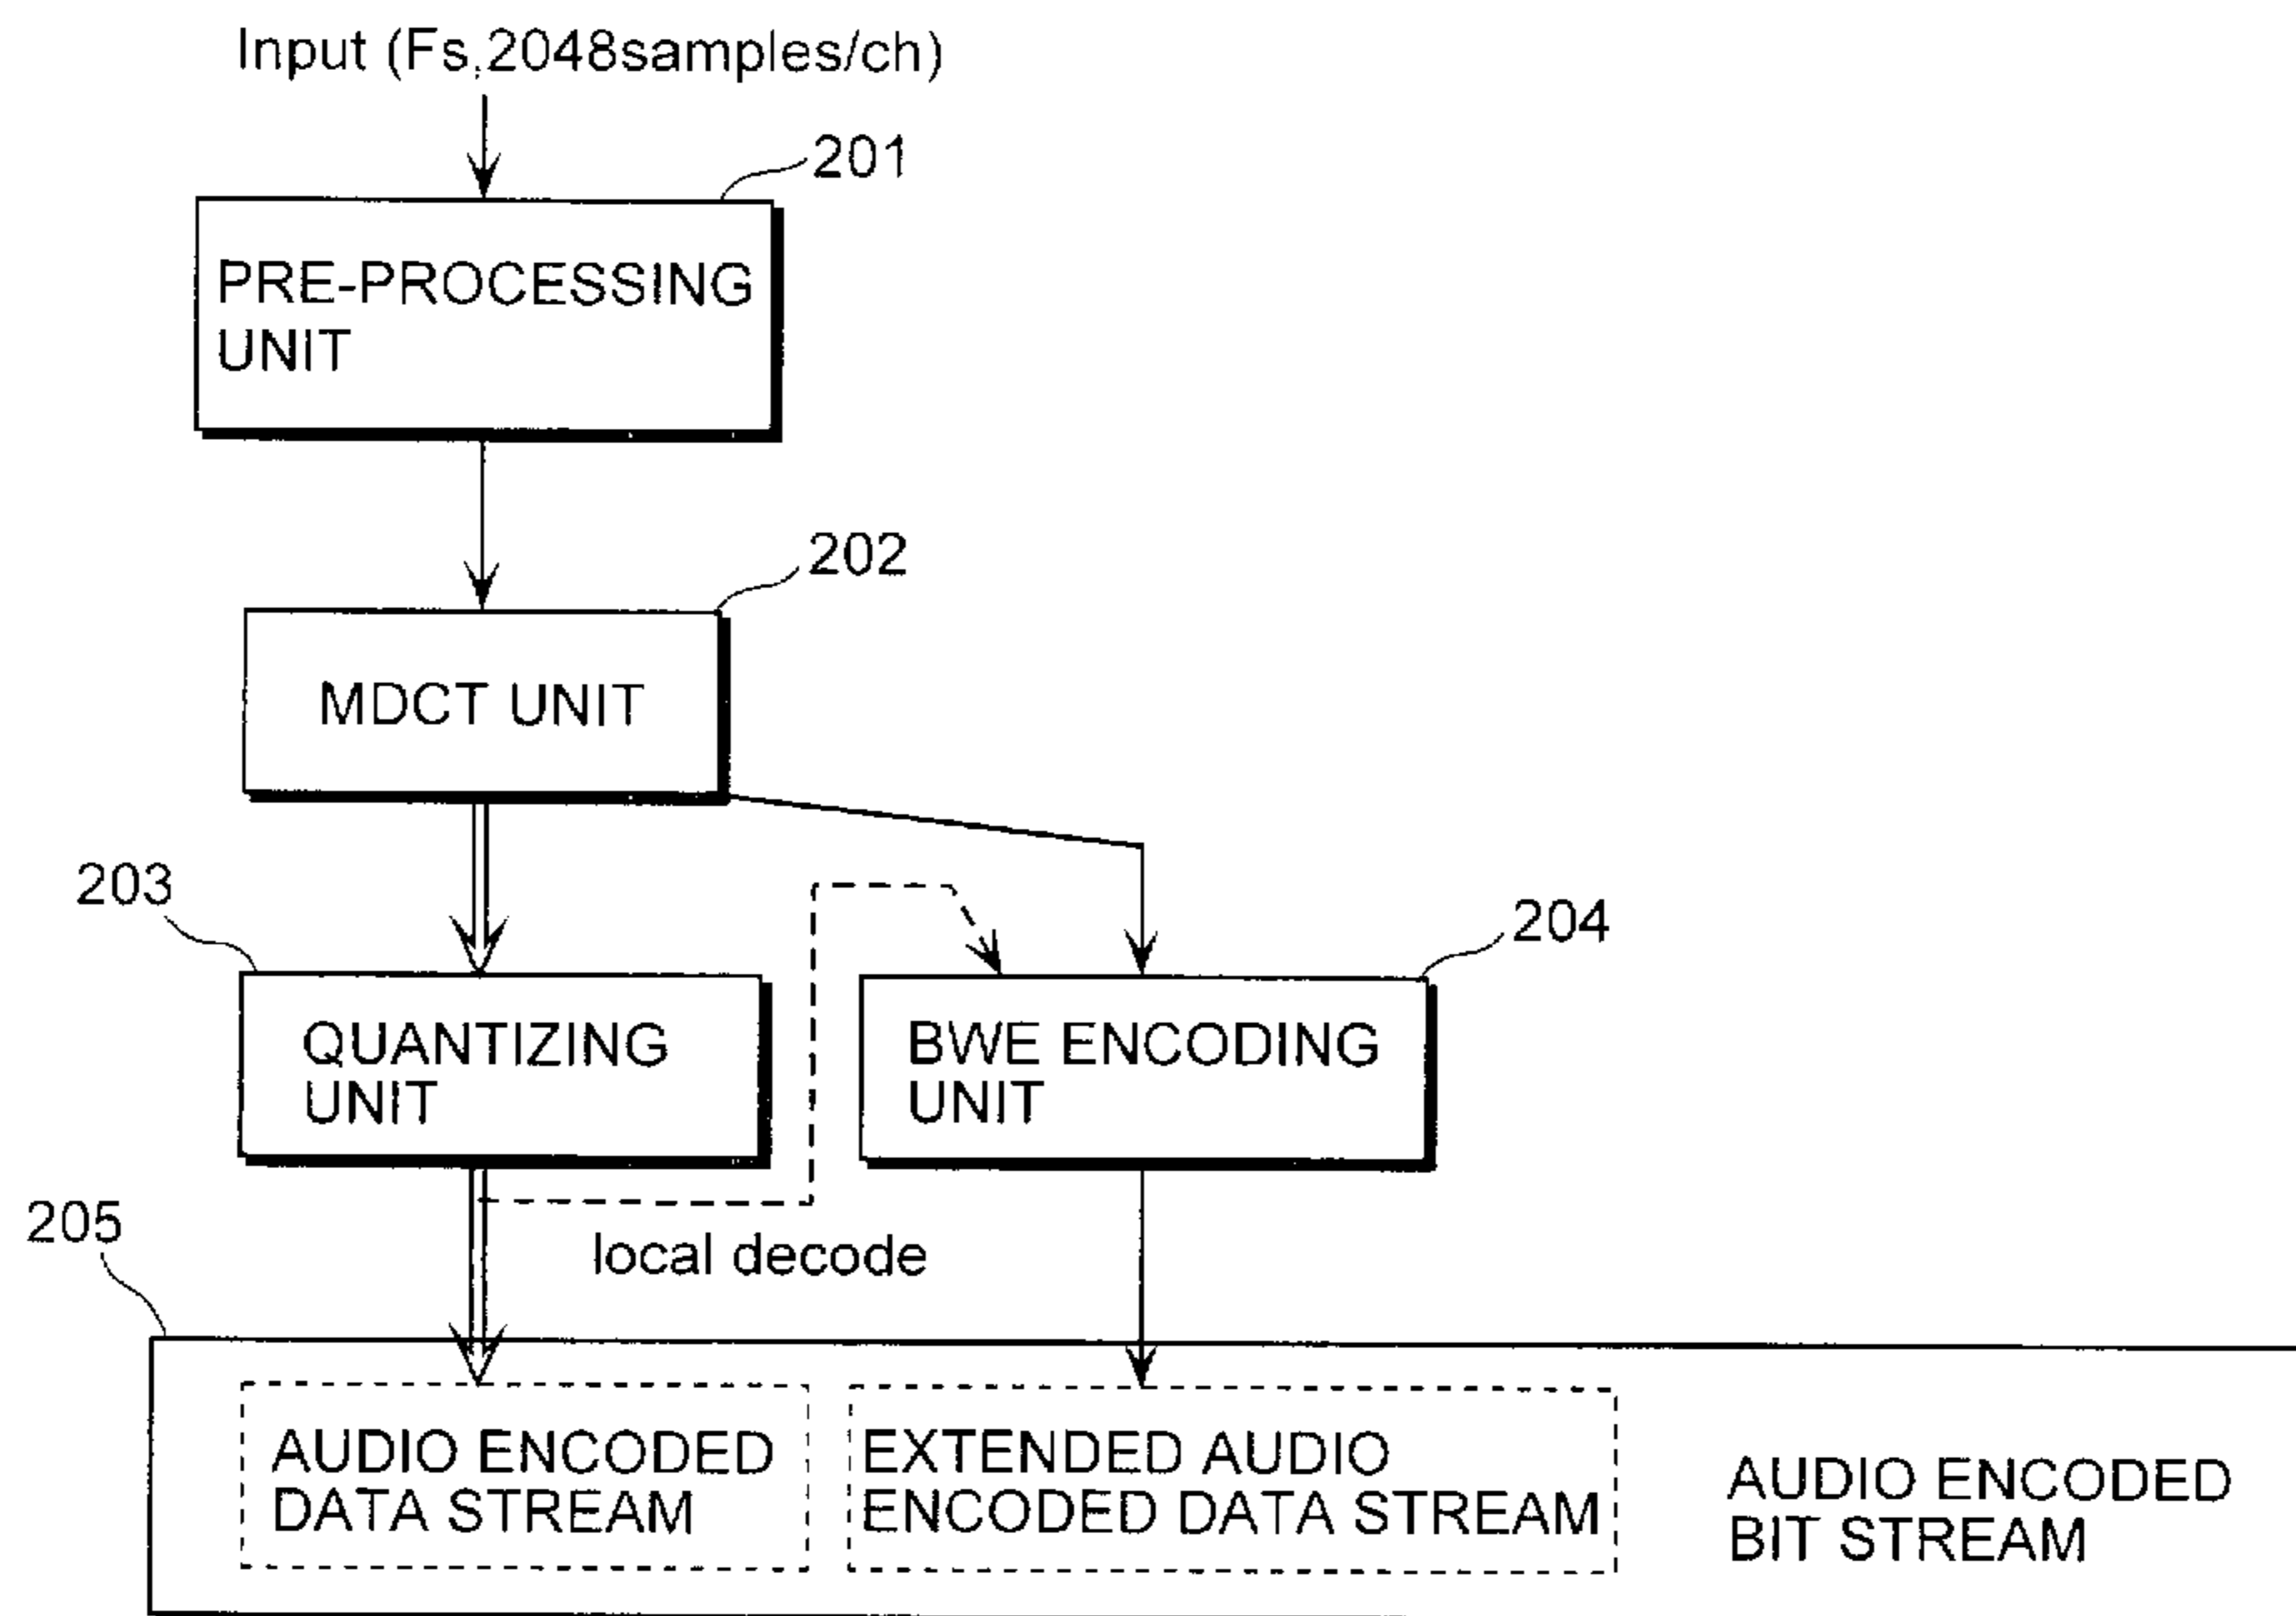 Input (Fs,2048samples/ch)
201
PRE-PROCESSING
UNIT
202
MDCT UNIT
203
204
QUANTIZING
UNIT
BWE ENCODING
UNIT
205
local decode
AUDIO ENCODED
DATA STREAM
EXTENDED AUDIO
ENCODED DATA STREAM
AUDIO ENCODED
BIT STREAM